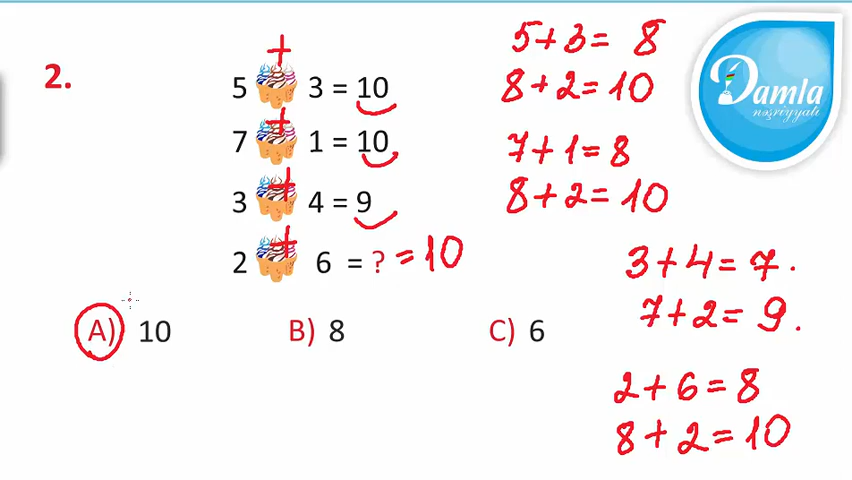 2.
5 + 3 = 10
7 + 1 = 10
3 + 4 = 9
2 + 6 = ? = 10
A) 10 B) 8 C) 6
5+3= 8
8+2=10
7+1=8
8+2=10
3+4=7.
7+2=9.
2+6=8
8+2=10
Damla
nəşriyyatı